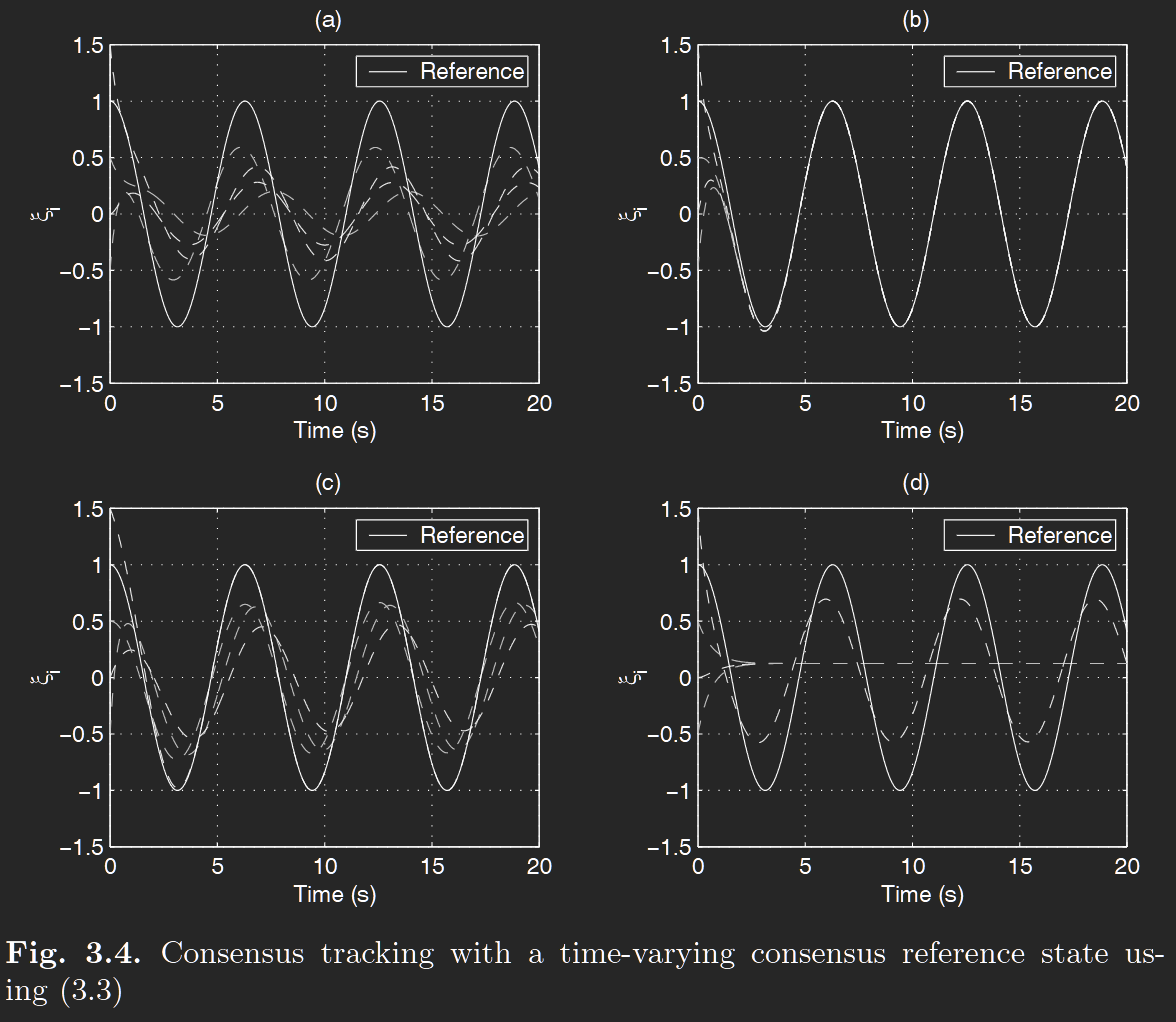 (a)
1.5
1
0.5
0
−0.5
−1
−1.5
ξi
0 5 10 15 20
Time (s)
Reference
(b)
1.5
1
0.5
0
−0.5
−1
−1.5
ξi
0 5 10 15 20
Time (s)
Reference
(c)
1.5
1
0.5
0
−0.5
−1
−1.5
ξi
0 5 10 15 20
Time (s)
Reference
(d)
1.5
1
0.5
0
−0.5
−1
−1.5
ξi
0 5 10 15 20
Time (s)
Reference
Fig. 3.4. Consensus tracking with a time-varying consensus reference state us-
ing (3.3)